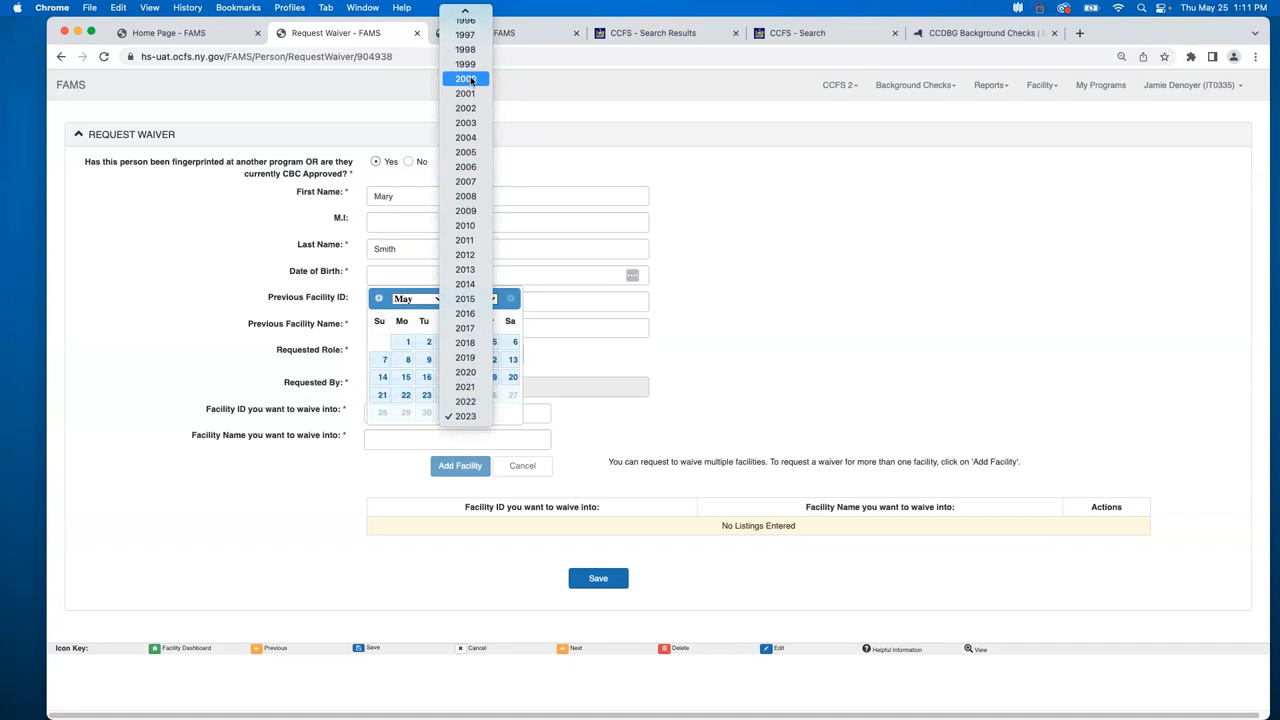 Chrome File Edit View History Bookmarks Profiles Tab Window Help Thu May 25 1:11 PM
Home Page - FAMS × Request Waiver - FAMS × FAMS × CCFS - Search Results × CCFS - Search × CCDBG Background Checks | × +
hs-uat.ocfs.ny.gov/FAMS/Person/RequestWaiver/904938
FAMS CCFS 2 Background Checks Reports Facility My Programs Jamie Denoyer (IT0335)
REQUEST WAIVER
Has this person been fingerprinted at another program OR are they
currently CBC Approved? *
Yes No
First Name: * Mary
M.I:
Last Name: * Smith
Date of Birth: *
Previous Facility ID:
Previous Facility Name: *
Requested Role: *
Requested By: *
Facility ID you want to waive into: *
Facility Name you want to waive into: *
May
Su Mo Tu Sa
1 2 5 6
7 8 9 2 13
14 15 16 9 20
21 22 23 6 27
28 29 30
1996
1997
1998
1999
2000
2001
2002
2003
2004
2005
2006
2007
2008
2009
2010
2011
2012
2013
2014
2015
2016
2017
2018
2019
2020
2021
2022
✓ 2023
Add Facility Cancel You can request to waive multiple facilities. To request a waiver for more than one facility, click on 'Add Facility'.
Facility ID you want to waive into: Facility Name you want to waive into: Actions
No Listings Entered
Save
Icon Key: Facility Dashboard Previous Save Cancel Next Delete Edit Helpful Information View